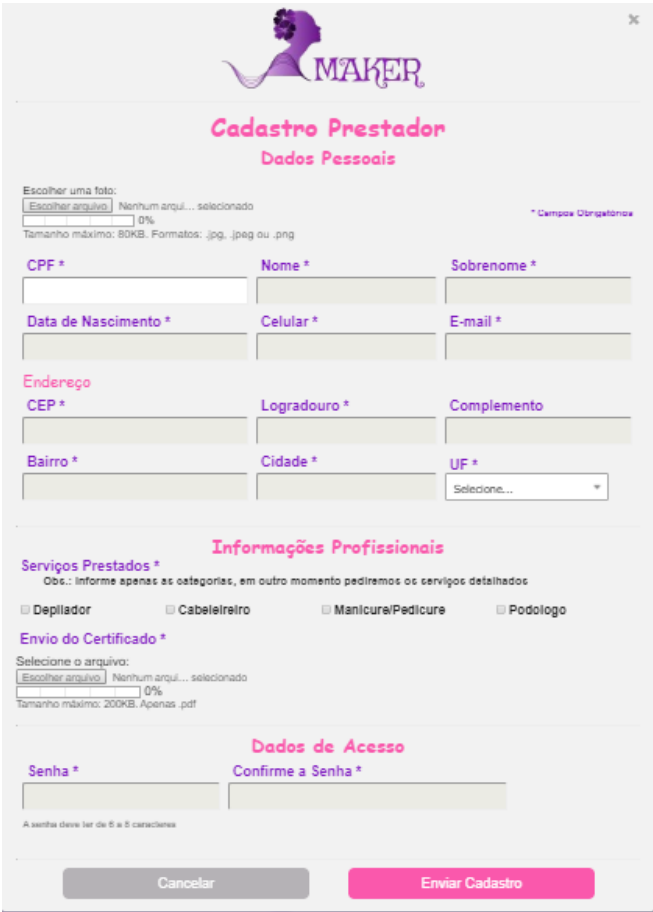 ×
MAKER
Cadastro Prestador
Dados Pessoais
Escolher uma foto:
Escolher arquivo Nenhum arqui... selecionado
0%
Tamanho máximo: 80KB. Formatos: .jpg, .jpeg ou .png
* Campos Obrigatórios
CPF * Nome * Sobrenome *
Data de Nascimento * Celular * E-mail *
Endereço
CEP * Logradouro * Complemento
Bairro * Cidade * UF *
Selecione...
Informações Profissionais
Serviços Prestados *
Obs.: Informe apenas as categorias, em outro momento pediremos os serviços detalhados
Depilador Cabeleireiro Manicure/Pedicure Podologo
Envio do Certificado *
Selecione o arquivo:
Escolher arquivo Nenhum arqui... selecionado
0%
Tamanho máximo: 200KB. Apenas .pdf
Dados de Acesso
Senha * Confirme a Senha *
A senha deve ter de 6 a 8 caracteres
Cancelar Enviar Cadastro